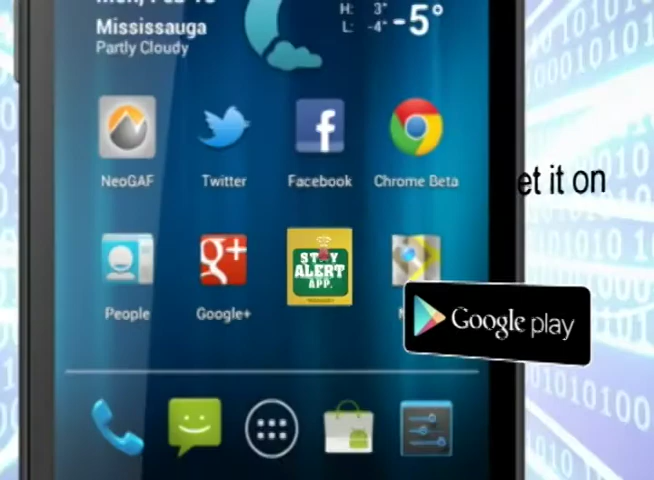 Mississauga
Partly Cloudy
H: 3°
L: -4°
-5°
NeoGAF
Twitter
Facebook
Chrome Beta
et it on
People
Google+
STAY
ALERT
APP.
Google play